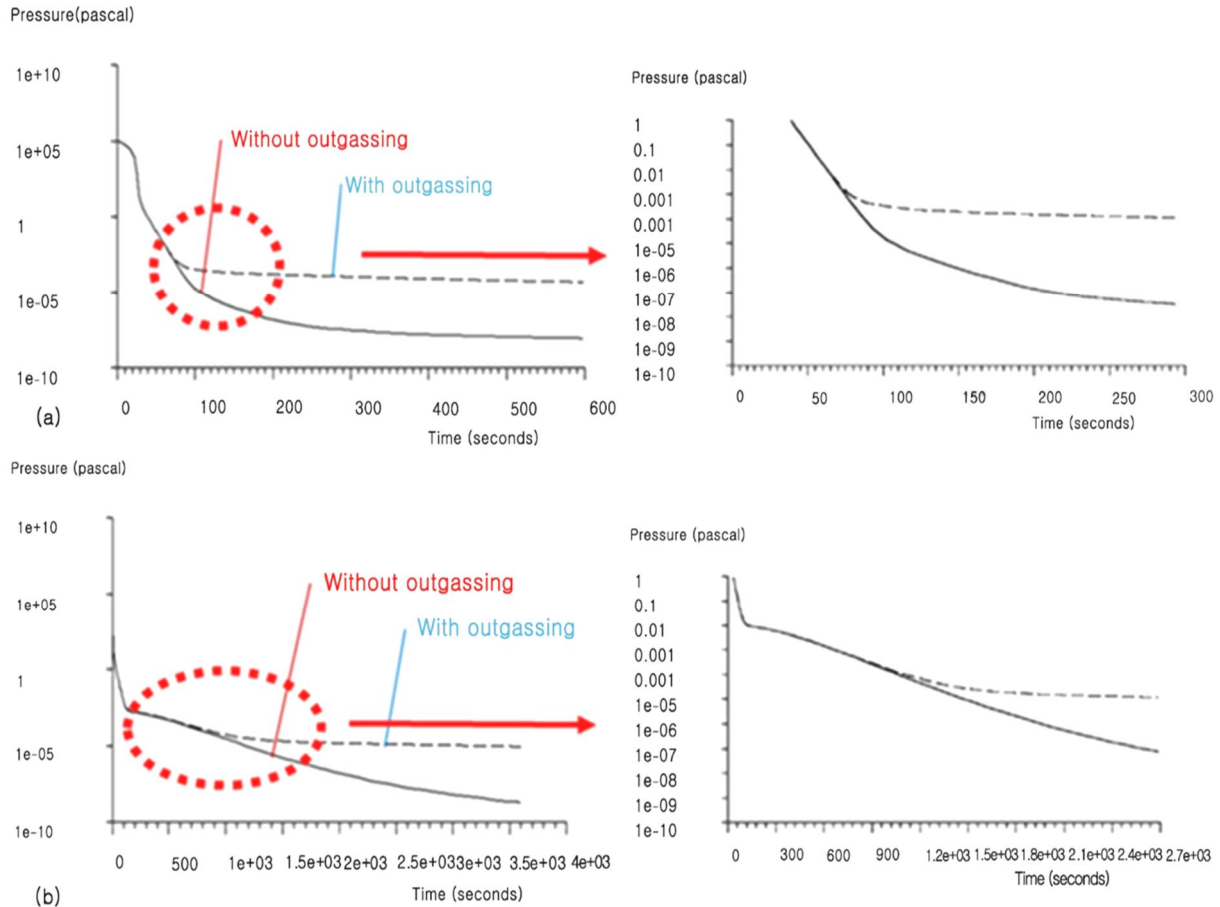 Pressure(pascal)
1e+10
1e+05
1
1e-05
1e-10
Without outgassing
With outgassing
0 100 200 300 400 500 600
Time (seconds)
(a)
Pressure (pascal)
1
0.1
0.01
0.001
0.001
1e-05
1e-06
1e-07
1e-08
1e-09
1e-10
0 50 100 150 200 250 300
Time (seconds)
Pressure (pascal)
1e+10
1e+05
1
1e-05
1e-10
Without outgassing
With outgassing
0 500 1e+03 1.5e+03 2e+03 2.5e+03 3e+03 3.5e+03 4e+03
Time (seconds)
(b)
Pressure (pascal)
1
0.1
0.01
0.001
0.001
1e-05
1e-06
1e-07
1e-08
1e-09
1e-10
0 300 600 900 1.2e+03 1.5e+03 1.8e+03 2.1e+03 2.4e+03 2.7e+03
Time (seconds)